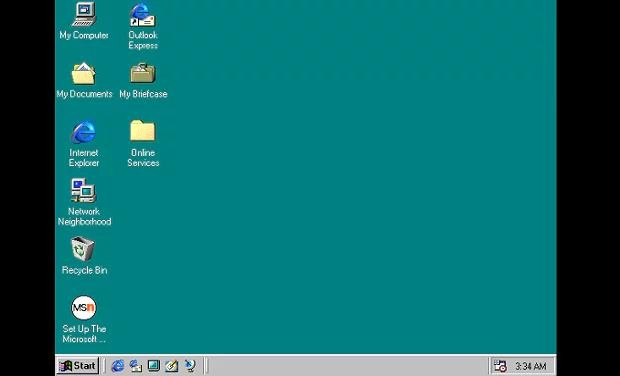 My Computer
Outlook
Express
My Documents
My Briefcase
Internet
Explorer
Online
Services
Network
Neighborhood
Recycle Bin
msn
Set Up The
Microsoft ...
Start
3:34 AM